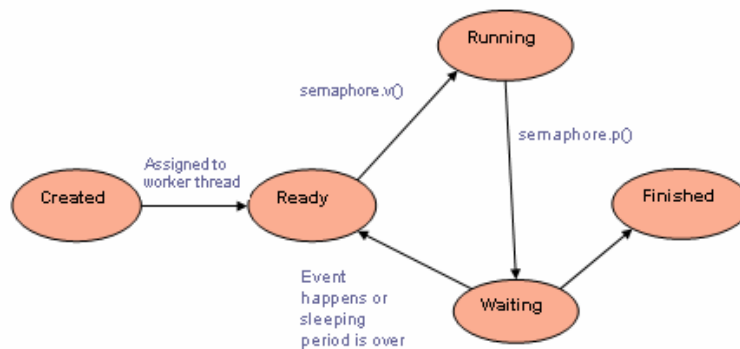 Running
semaphore.v()
semaphore.p()
Assigned to
worker thread
Created
Ready
Finished
Event
happens or
sleeping
period is over
Waiting